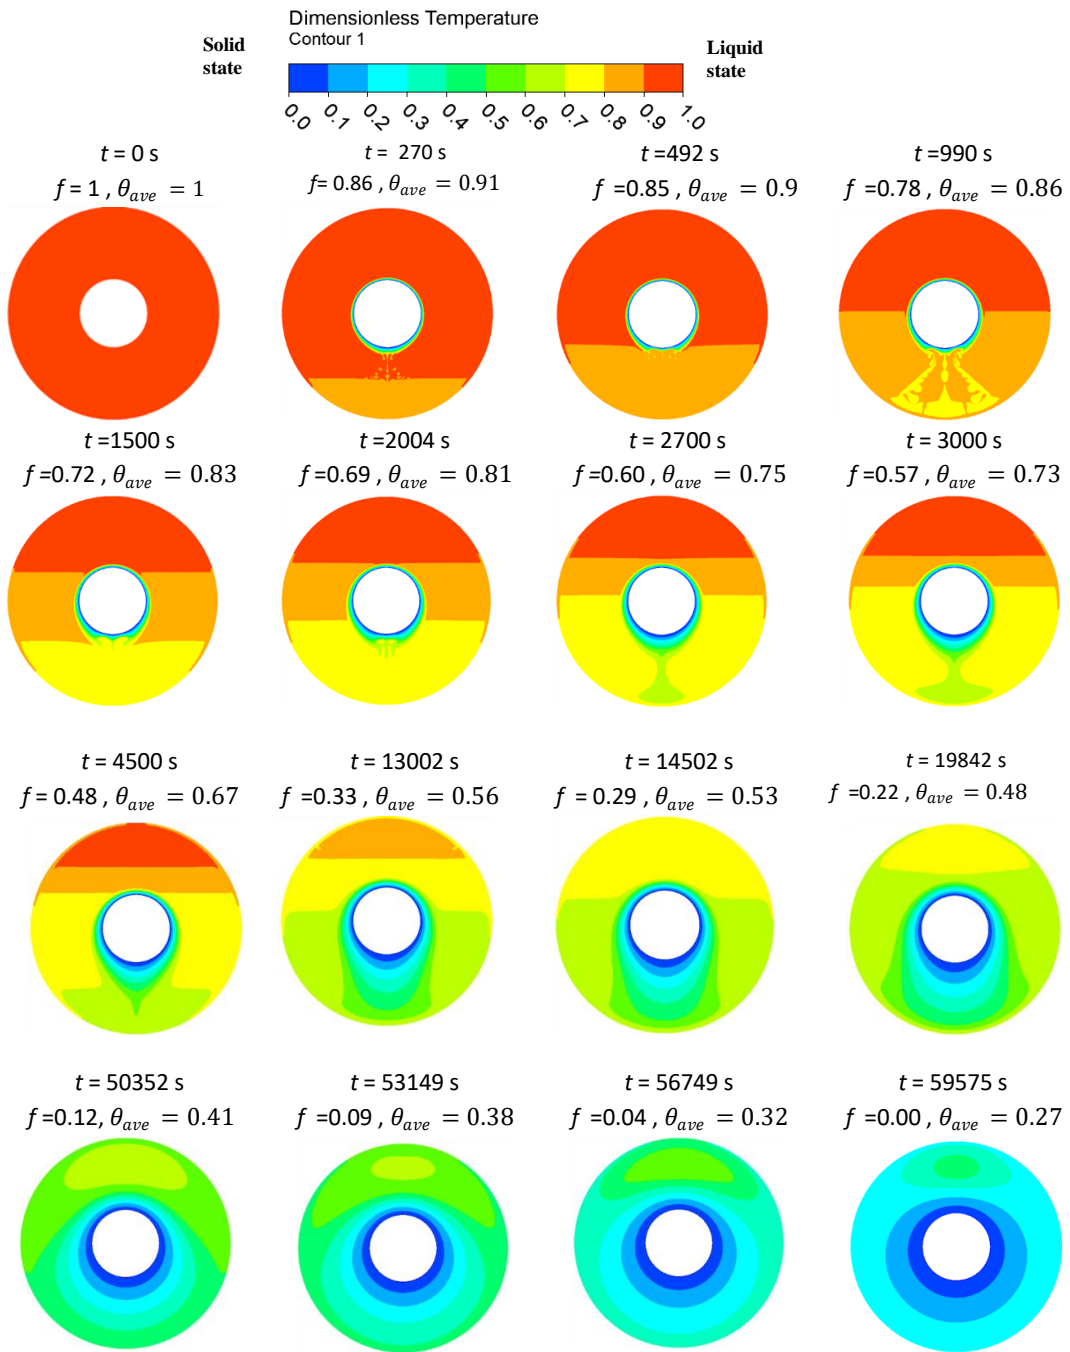 Dimensionless Temperature
Contour 1
Solid state
Liquid state
0.0 0.1 0.2 0.3 0.4 0.5 0.6 0.7 0.8 0.9 1.0
t = 0 s t = 270 s t =492 s t =990 s
f = 1 , θave = 1 f= 0.86 , θave = 0.91 f =0.85 , θave = 0.9 f =0.78 , θave = 0.86
t =1500 s t =2004 s t = 2700 s t = 3000 s
f =0.72 , θave = 0.83 f =0.69 , θave = 0.81 f =0.60 , θave = 0.75 f =0.57 , θave = 0.73
t = 4500 s t = 13002 s t = 14502 s t = 19842 s
f = 0.48 , θave = 0.67 f =0.33 , θave = 0.56 f = 0.29 , θave = 0.53 f =0.22 , θave = 0.48
t = 50352 s t = 53149 s t = 56749 s t = 59575 s
f =0.12, θave = 0.41 f =0.09 , θave = 0.38 f = 0.04 , θave = 0.32 f =0.00 , θave = 0.27